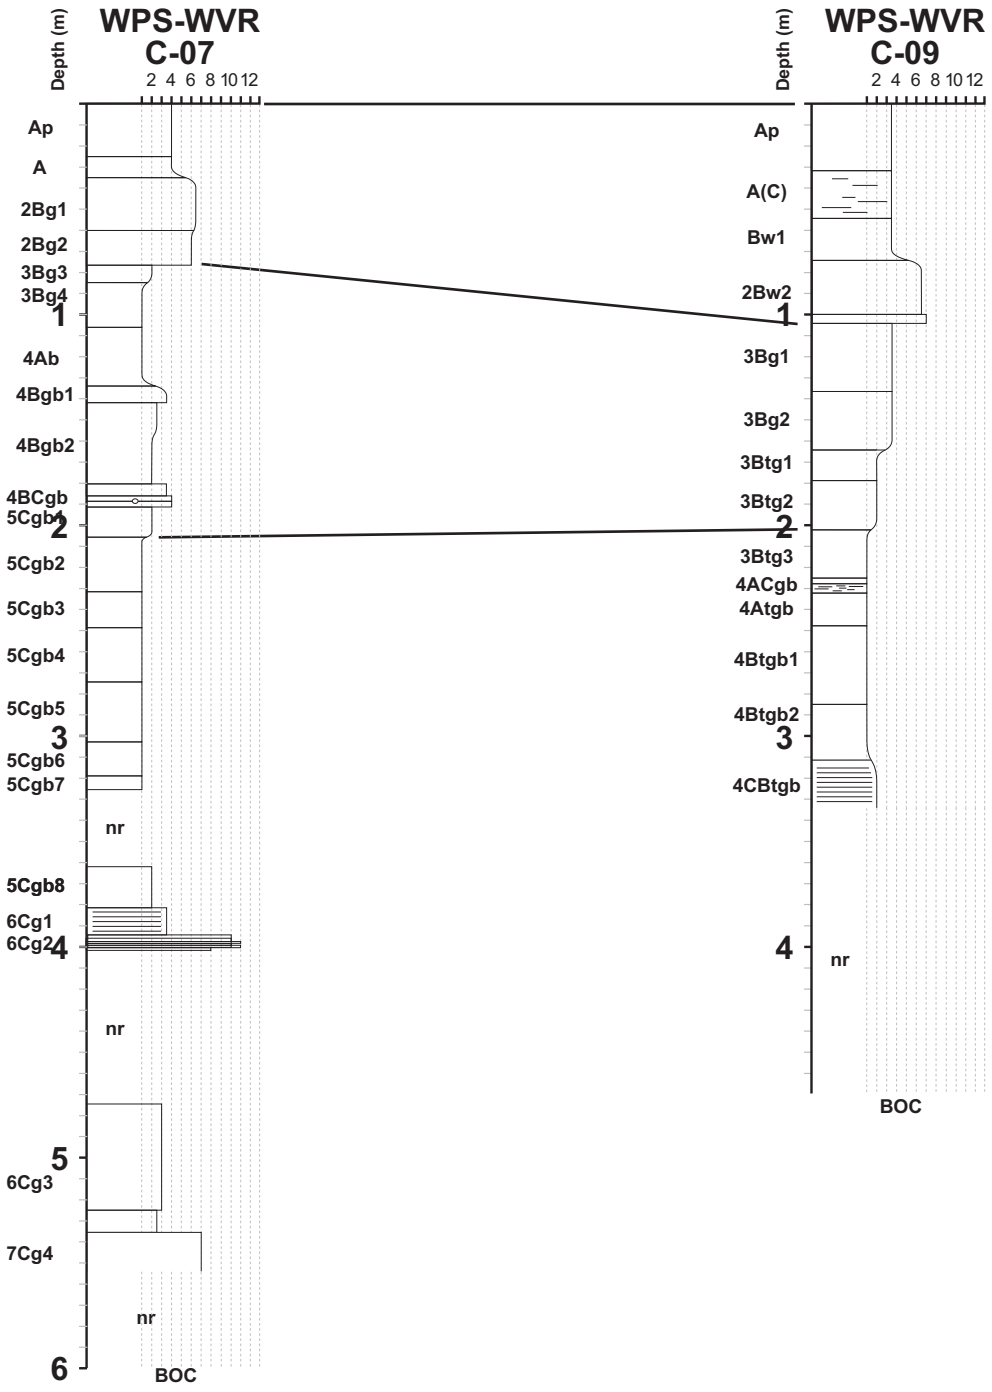 WPS-WVR
C-07
Depth (m)
2 4 6 8 10 12
Ap
A
2Bg1
2Bg2
3Bg3
3Bg4
1
4Ab
4Bgb1
4Bgb2
4BCgb
5Cgb1
2
5Cgb2
5Cgb3
5Cgb4
5Cgb5
3
5Cgb6
5Cgb7
nr
5Cgb8
6Cg1
6Cg2
4
nr
5
6Cg3
7Cg4
nr
6
BOC
WPS-WVR
C-09
Depth (m)
2 4 6 8 10 12
Ap
A(C)
Bw1
2Bw2
1
3Bg1
3Bg2
3Btg1
3Btg2
2
3Btg3
4ACgb
4Atgb
4Btgb1
4Btgb2
3
4CBtgb
4
nr
BOC